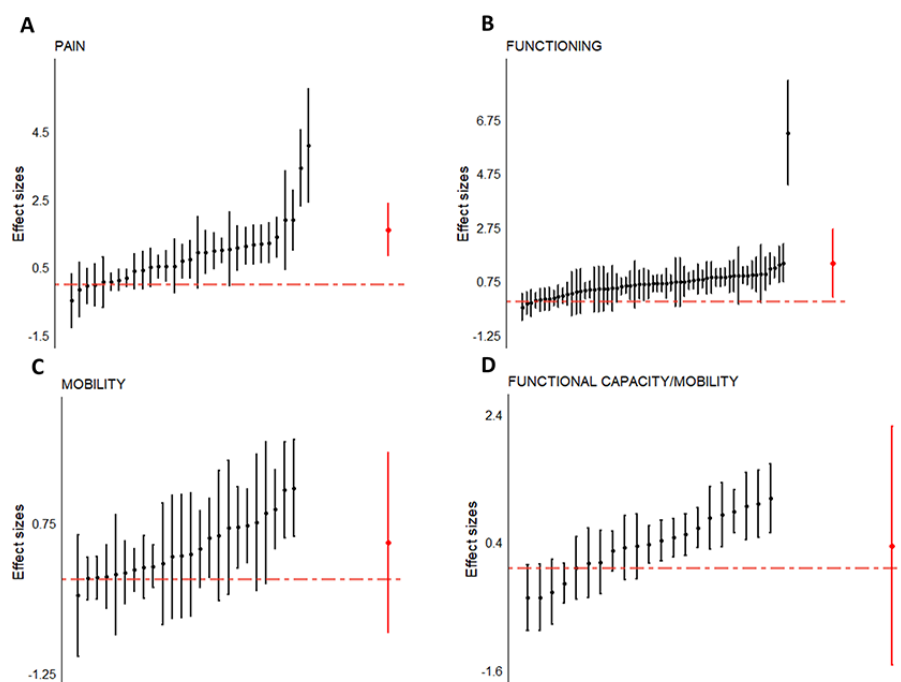 A
PAIN
Effect sizes
4.5
2.5
0.5
-1.5
B
FUNCTIONING
Effect sizes
6.75
4.75
2.75
0.75
-1.25
C
MOBILITY
Effect sizes
0.75
-1.25
D
FUNCTIONAL CAPACITY/MOBILITY
Effect sizes
2.4
0.4
-1.6